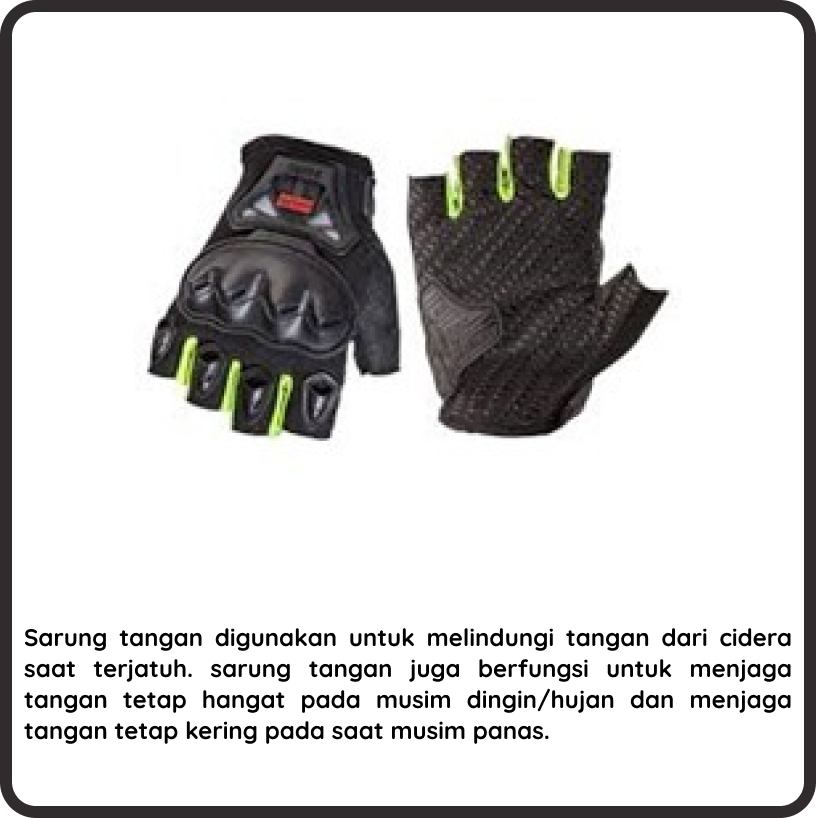 Sarung tangan digunakan untuk melindungi tangan dari cidera
saat terjatuh. sarung tangan juga berfungsi untuk menjaga
tangan tetap hangat pada musim dingin/hujan dan menjaga
tangan tetap kering pada saat musim panas.